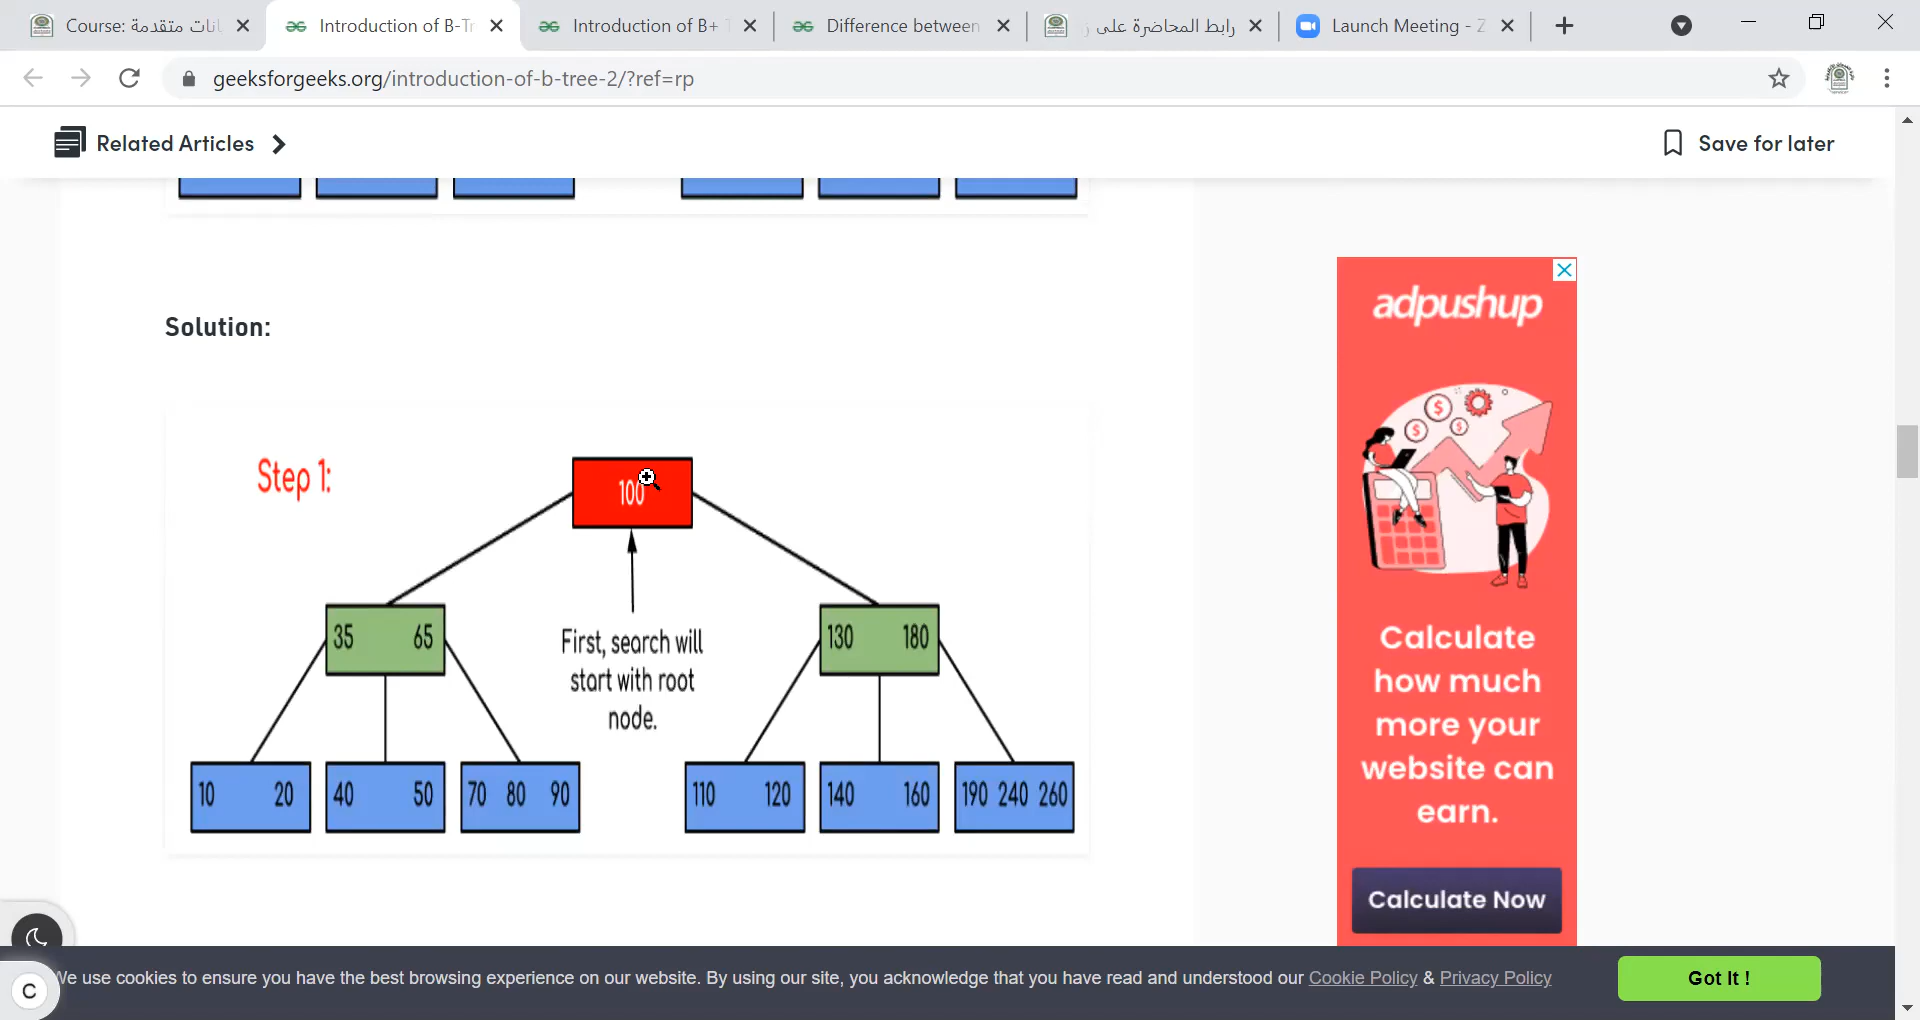 Course: انات متقدمة
Introduction of B-Tr
Introduction of B+ T
Difference between
رابط المحاضرة على ز
Launch Meeting - Z
geeksforgeeks.org/introduction-of-b-tree-2/?ref=rp
Related Articles
Save for later
Solution:
Step 1:
100
35 65
130 180
First, search will
start with root
node.
10 20
40 50
70 80 90
110 120
140 160
190 240 260
adpushup
Calculate
how much
more your
website can
earn.
Calculate Now
We use cookies to ensure you have the best browsing experience on our website. By using our site, you acknowledge that you have read and understood our Cookie Policy & Privacy Policy
Got It !
C